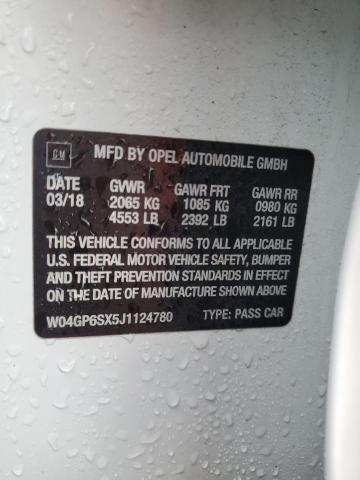 GM MFD BY OPEL AUTOMOBILE GMBH
DATE GVWR GAWR FRT GAWR RR
03/18 2065 KG 1085 KG 0980 KG
4553 LB 2392 LB 2161 LB
THIS VEHICLE CONFORMS TO ALL APPLICABLE
U.S. FEDERAL MOTOR VEHICLE SAFETY, BUMPER
AND THEFT PREVENTION STANDARDS IN EFFECT
ON THE DATE OF MANUFACTURE SHOWN ABOVE
W04GP6SX5J1124780 TYPE: PASS CAR